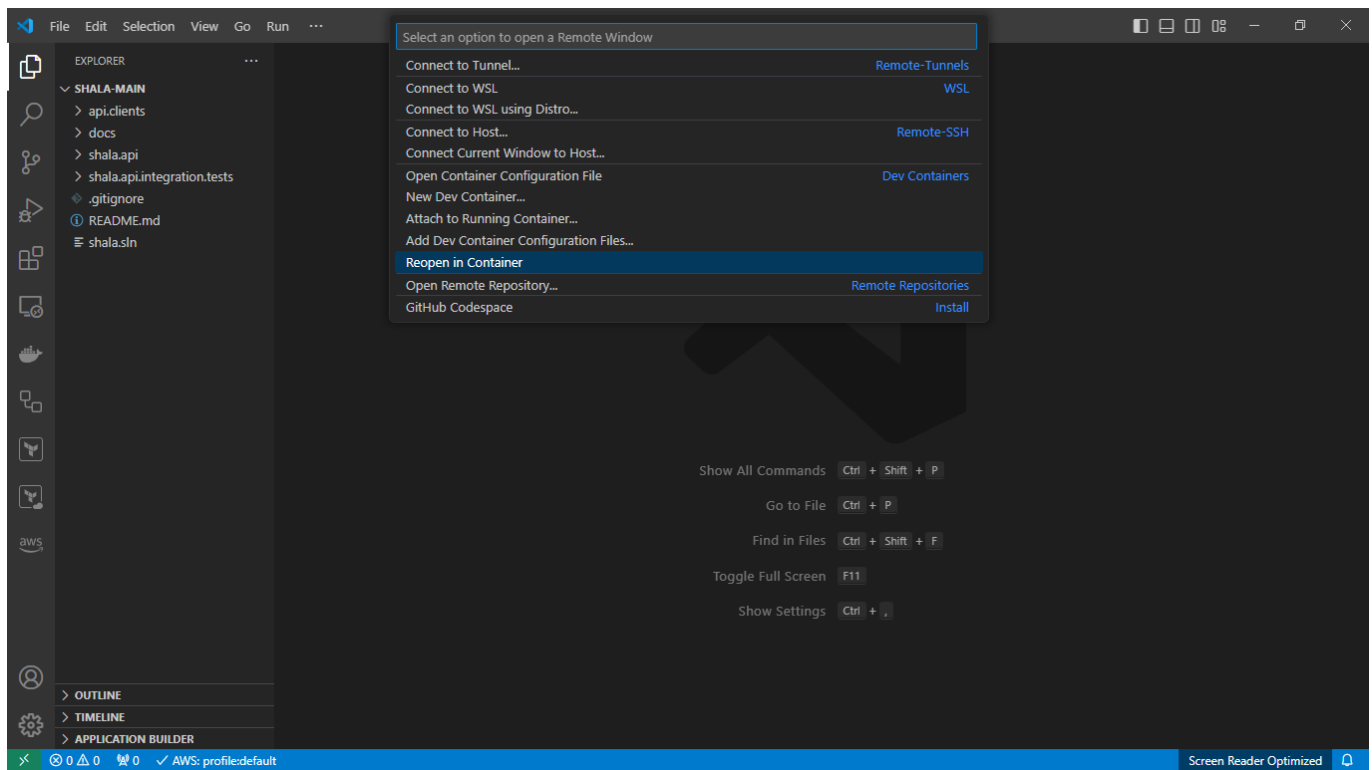 File Edit Selection View Go Run ···
Select an option to open a Remote Window
Connect to Tunnel... Remote-Tunnels
Connect to WSL WSL
Connect to WSL using Distro...
Connect to Host... Remote-SSH
Connect Current Window to Host...
Open Container Configuration File Dev Containers
New Dev Container...
Attach to Running Container...
Add Dev Container Configuration Files...
Reopen in Container
Open Remote Repository... Remote Repositories
GitHub Codespace Install
EXPLORER ···
SHALA-MAIN
api.clients
docs
shala.api
shala.api.integration.tests
.gitignore
README.md
shala.sln
aws
Show All Commands Ctrl + Shift + P
Go to File Ctrl + P
Find in Files Ctrl + Shift + F
Toggle Full Screen F11
Show Settings Ctrl + ,
OUTLINE
TIMELINE
APPLICATION BUILDER
0 0 0 AWS: profile:default Screen Reader Optimized